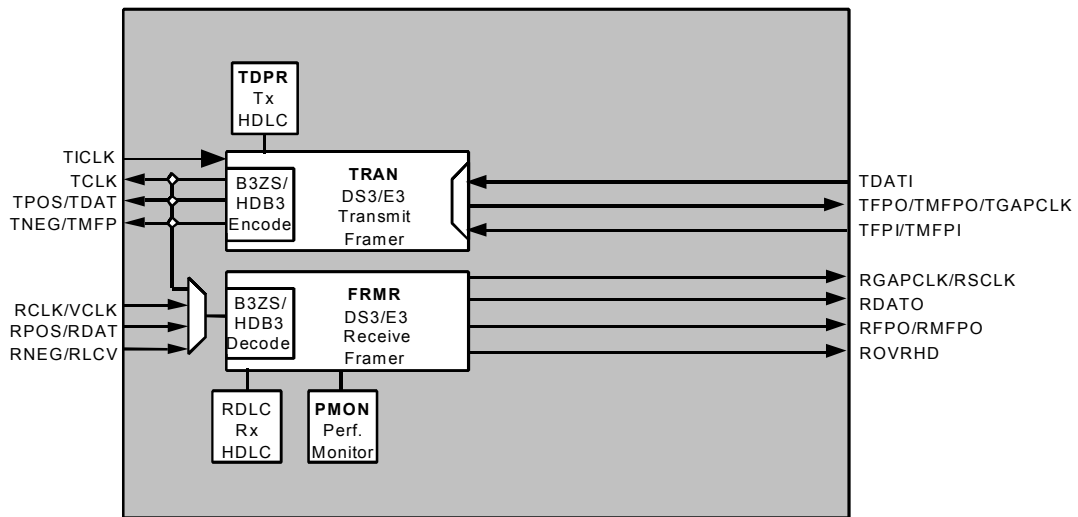 TDPR
Tx
HDLC
TICLK
TCLK
TPOS/TDAT
TNEG/TMFP
B3ZS/
HDB3
Encode
TRAN
DS3/E3
Transmit
Framer
TDATI
TFPO/TMFPO/TGAPCLK
TFPI/TMFPI
RCLK/VCLK
RPOS/RDAT
RNEG/RLCV
B3ZS/
HDB3
Decode
FRMR
DS3/E3
Receive
Framer
RGAPCLK/RSCLK
RDATO
RFPO/RMFPO
ROVRHD
RDLC
Rx
HDLC
PMON
Perf.
Monitor